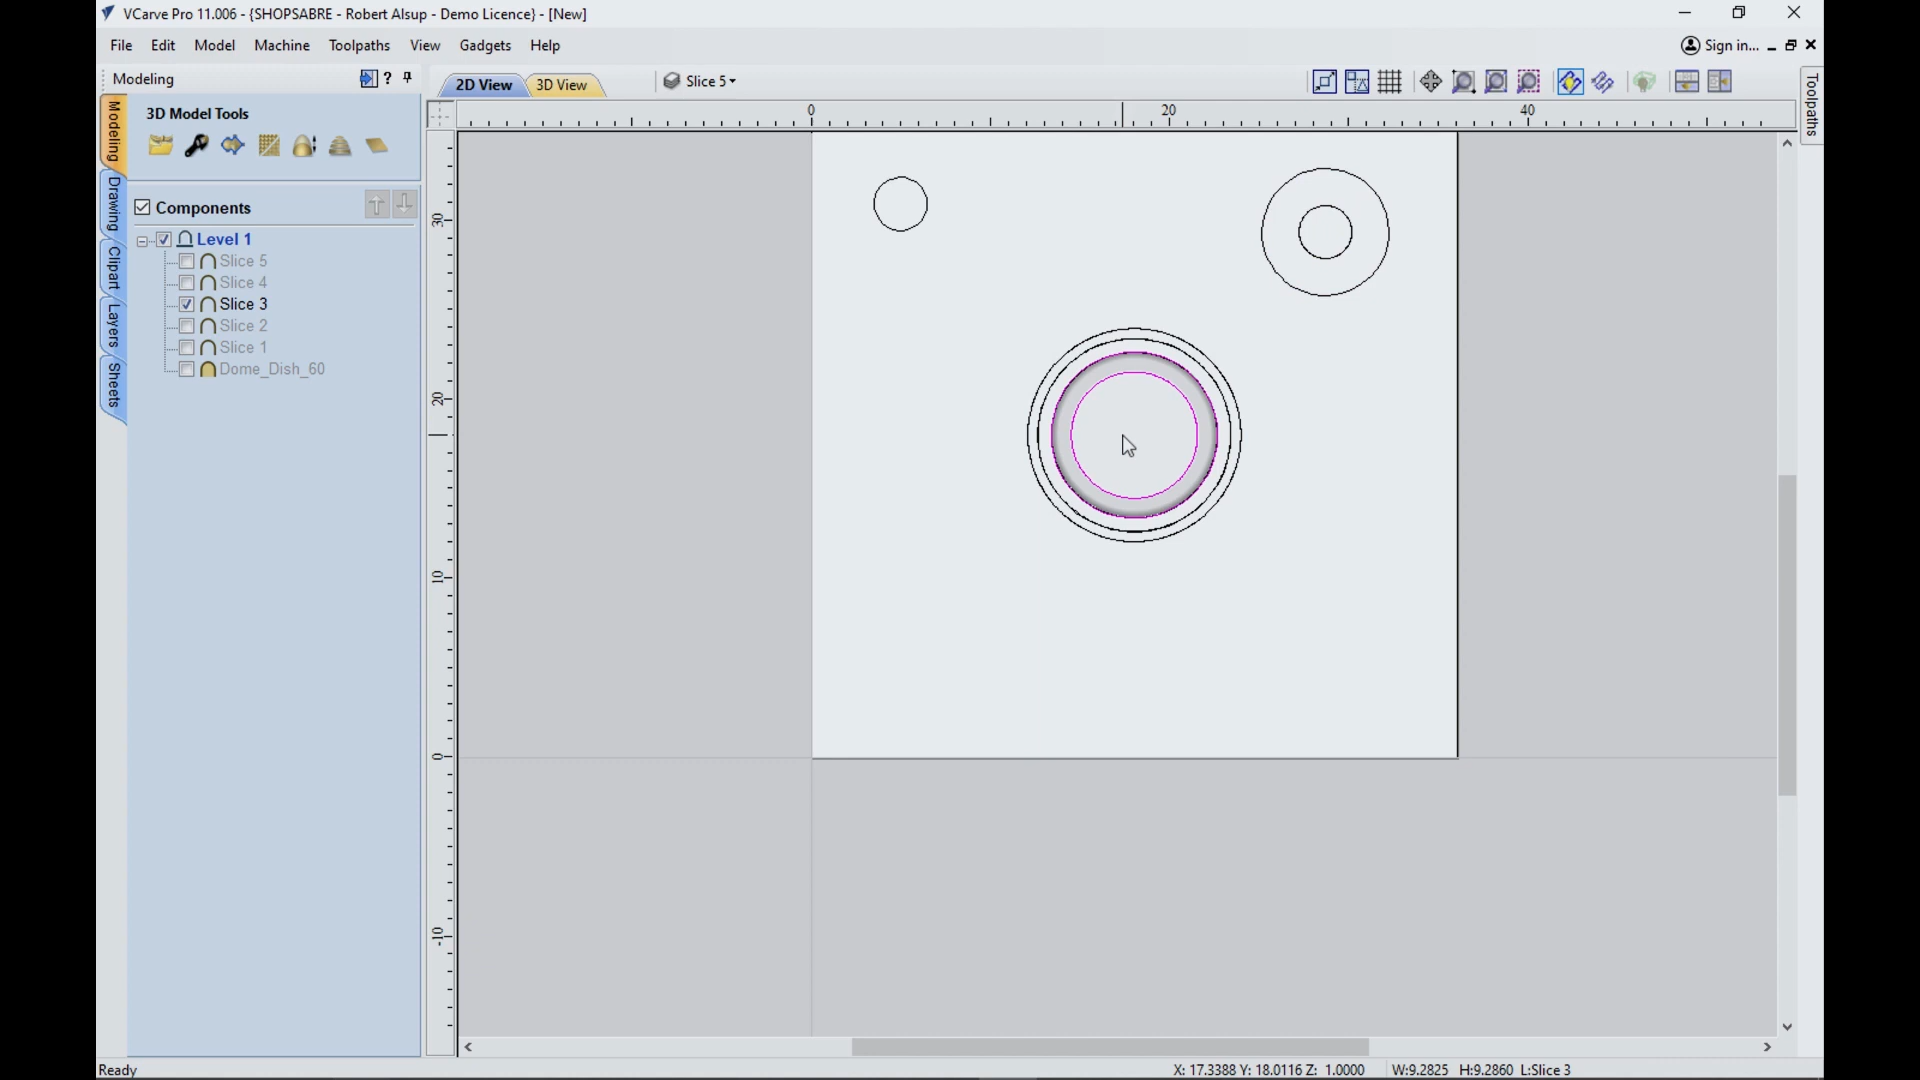 VCarve Pro 11.006 - {SHOPSABRE - Robert Alsup - Demo Licence} - [New]
File Edit Model Machine Toolpaths View Gadgets Help
Sign in...
Modeling
?
2D View
3D View
Slice 5
Toolpaths
Modeling
Drawing
Clipart
Layers
Sheets
3D Model Tools
Components
Level 1
Slice 5
Slice 4
Slice 3
Slice 2
Slice 1
Dome_Dish_60
0 20 40
30
20
10
0
-10
Ready
X: 17.3388 Y: 18.0116 Z: 1.0000
W:9.2825 H:9.2860 L:Slice 3